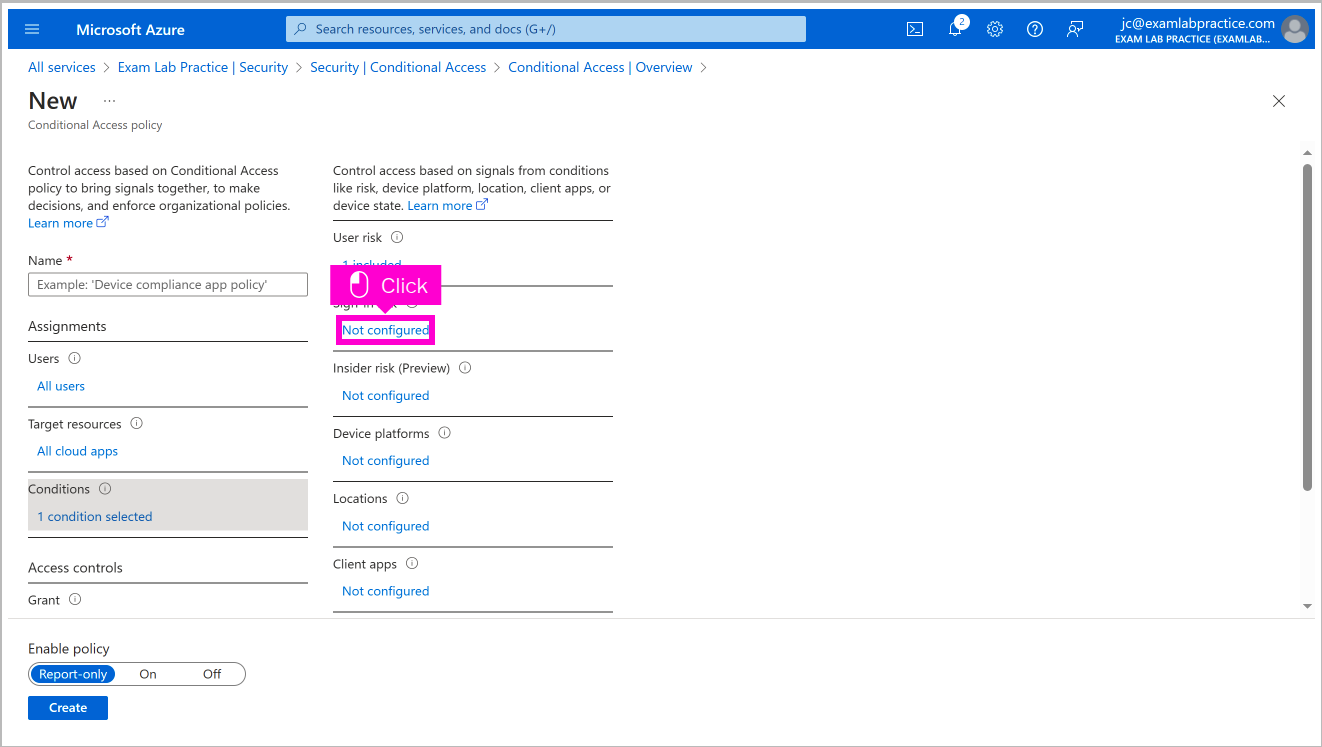 Microsoft Azure
Search resources, services, and docs (G+/)
2
jc@examlabpractice.com
EXAM LAB PRACTICE (EXAMLAB...
All services > Exam Lab Practice | Security > Security | Conditional Access > Conditional Access | Overview >
New ...
Conditional Access policy
Control access based on Conditional Access
policy to bring signals together, to make
decisions, and enforce organizational policies.
Learn more
Name *
Example: 'Device compliance app policy'
Assignments
Users
All users
Target resources
All cloud apps
Conditions
1 condition selected
Access controls
Grant
Control access based on signals from conditions
like risk, device platform, location, client apps, or
device state. Learn more
User risk
1 included
Click
Not configured
Insider risk (Preview)
Not configured
Device platforms
Not configured
Locations
Not configured
Client apps
Not configured
Enable policy
Report-only On Off
Create